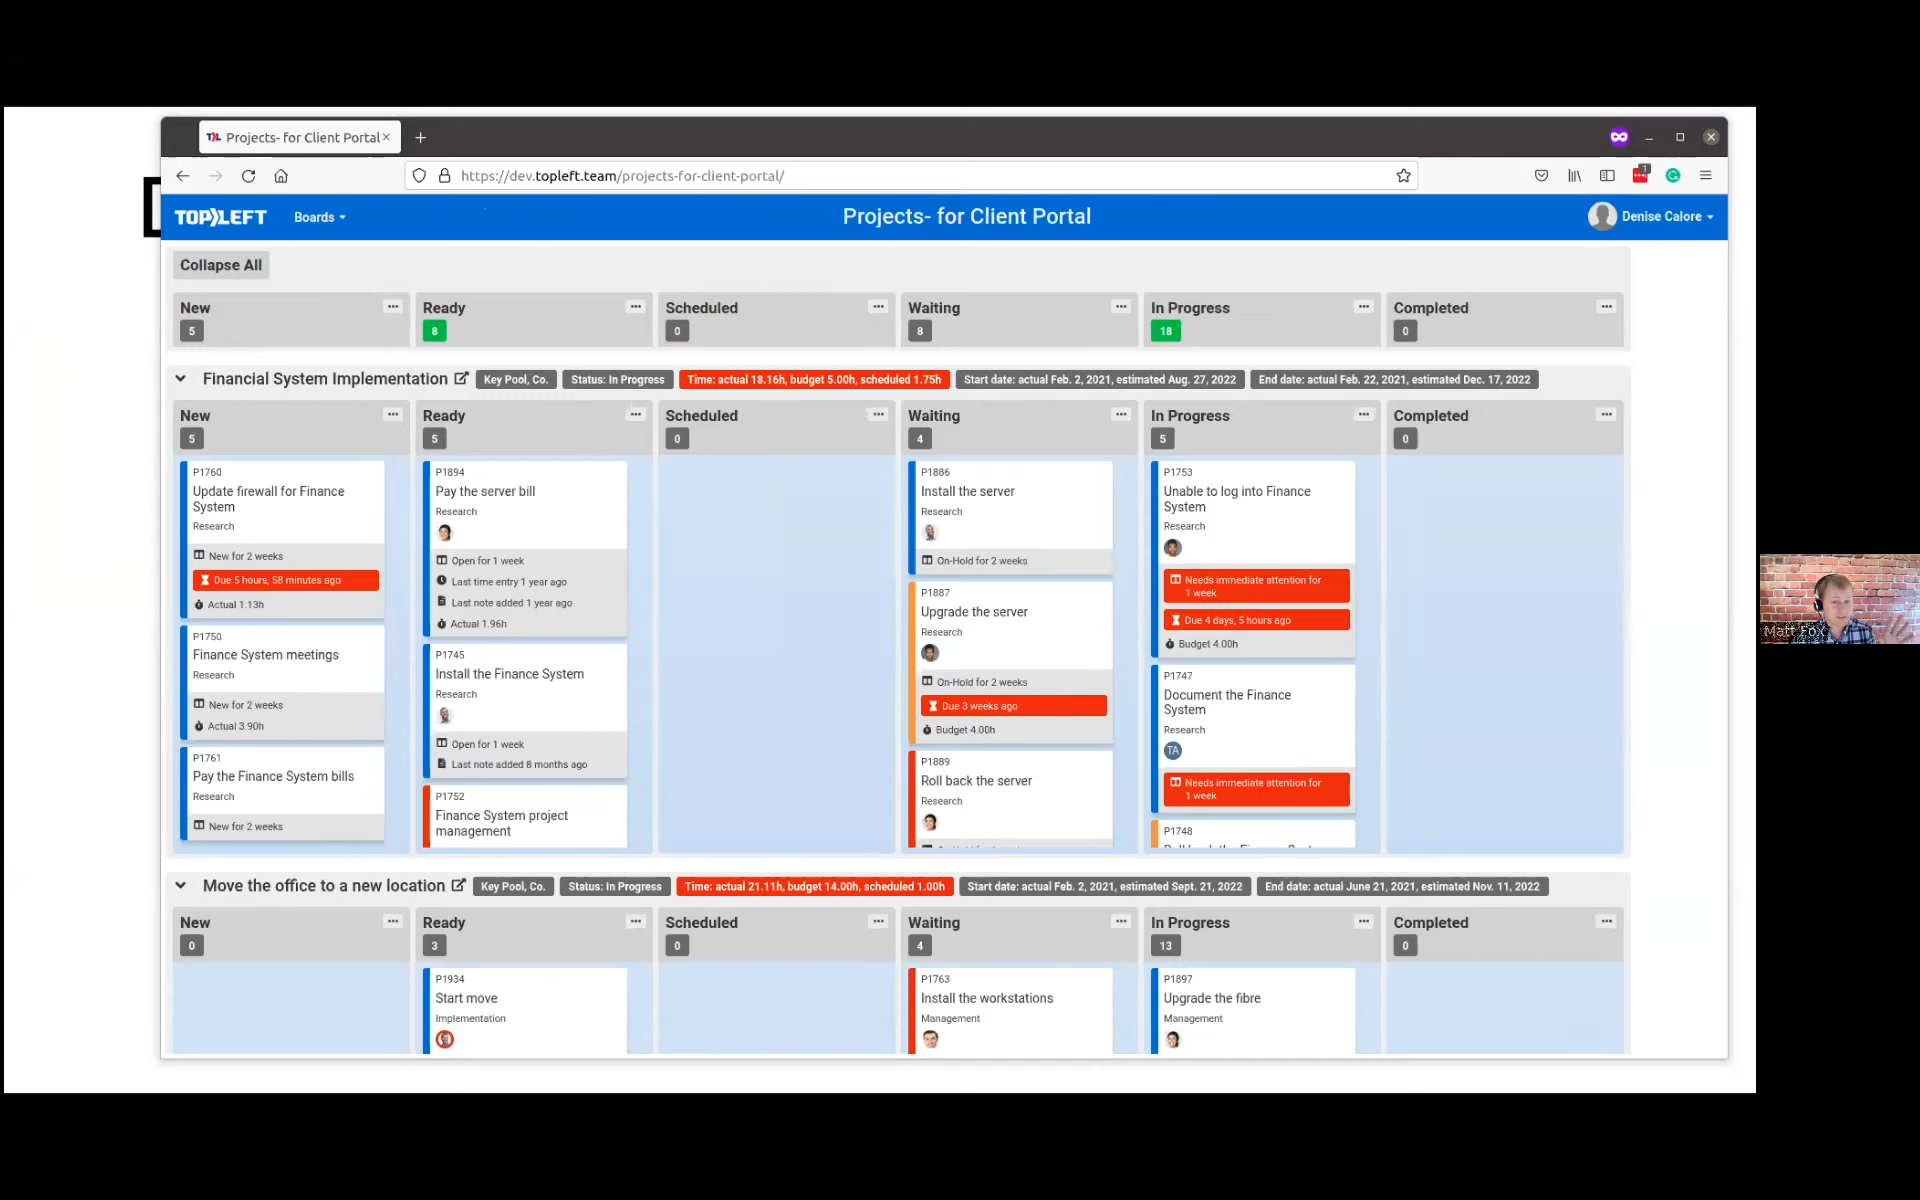 Projects- for Client Portal
https://dev.topleft.team/projects-for-client-portal/
1
TOP LEFT
Boards
Projects- for Client Portal
Denise Calore
Collapse All
New
5
Ready
8
Scheduled
0
Waiting
8
In Progress
18
Completed
0
Financial System Implementation
Key Pool, Co.
Status: In Progress
Time: actual 18.16h, budget 5.00h, scheduled 1.75h
Start date: actual Feb. 2, 2021, estimated Aug. 27, 2022
End date: actual Feb. 22, 2021, estimated Dec. 17, 2022
New
5
P1760
Update firewall for Finance
System
Research
New for 2 weeks
Due 5 hours, 58 minutes ago
Actual 1.13h
P1750
Finance System meetings
Research
New for 2 weeks
Actual 3.90h
P1761
Pay the Finance System bills
Research
New for 2 weeks
Ready
5
P1894
Pay the server bill
Research
Open for 1 week
Last time entry 1 year ago
Last note added 1 year ago
Actual 1.96h
P1745
Install the Finance System
Research
Open for 1 week
Last note added 8 months ago
P1752
Finance System project
management
Scheduled
0
Waiting
4
P1886
Install the server
Research
On-Hold for 2 weeks
P1887
Upgrade the server
Research
On-Hold for 2 weeks
Due 3 weeks ago
Budget 4.00h
P1889
Roll back the server
Research
In Progress
5
P1753
Unable to log into Finance
System
Research
Needs immediate attention for
1 week
Due 4 days, 5 hours ago
Budget 4.00h
P1747
Document the Finance
System
Research
TA
Needs immediate attention for
1 week
P1748
Completed
0
Move the office to a new location
Key Pool, Co.
Status: In Progress
Time: actual 21.11h, budget 14.00h, scheduled 1.00h
Start date: actual Feb. 2, 2021, estimated Sept. 21, 2022
End date: actual June 21, 2021, estimated Nov. 11, 2022
New
0
Ready
3
P1934
Start move
Implementation
Scheduled
0
Waiting
4
P1763
Install the workstations
Management
In Progress
13
P1897
Upgrade the fibre
Management
Completed
0
Matt Fox